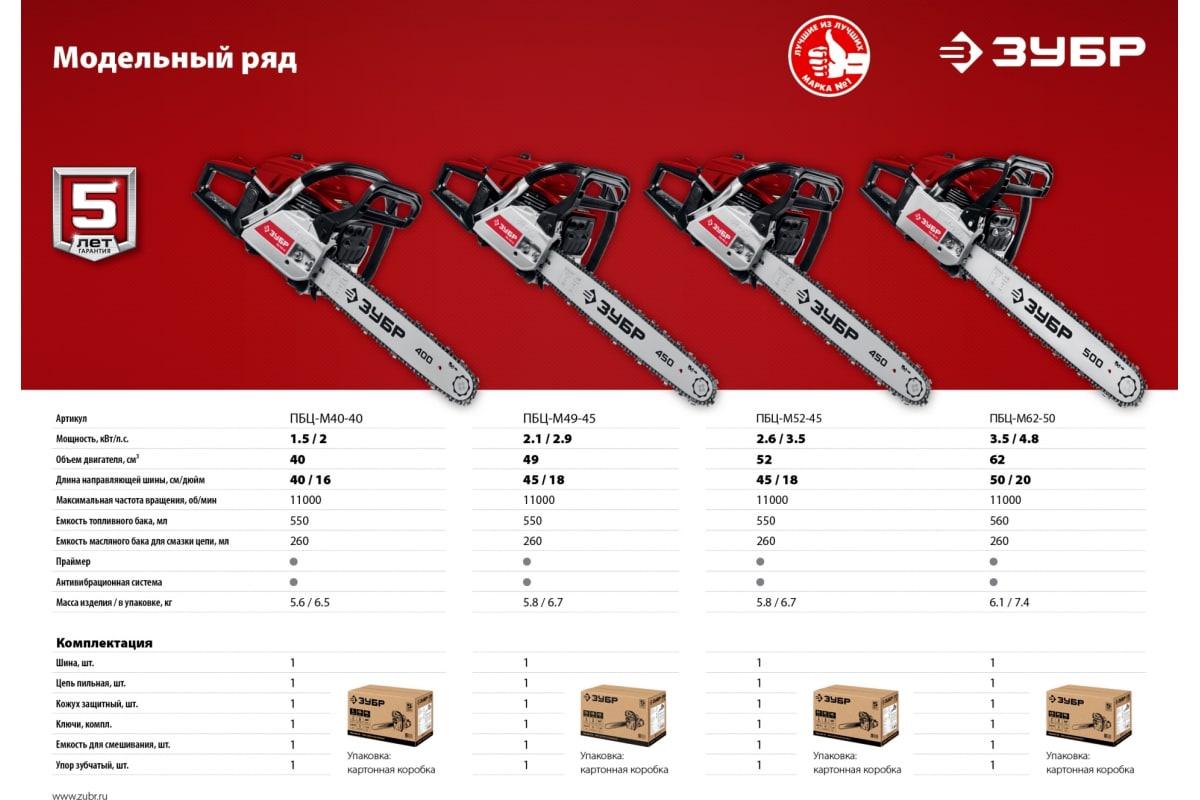 Модельный ряд
ЛУЧШИЕ ИЗ ЛУЧШИХ
МАРКА №1
ЗУБР
5
ЛЕТ
ГАРАНТИЯ
ЗУБР ЗУБР ЗУБР ЗУБР
ЗУБР 400 ЗУБР 450 ЗУБР 450 ЗУБР 500
Артикул ПБЦ-М40-40 ПБЦ-М49-45 ПБЦ-М52-45 ПБЦ-М62-50
Мощность, кВт/л.с. 1.5 / 2 2.1 / 2.9 2.6 / 3.5 3.5 / 4.8
Объем двигателя, см³ 40 49 52 62
Длина направляющей шины, см/дюйм 40 / 16 45 / 18 45 / 18 50 / 20
Максимальная частота вращения, об/мин 11000 11000 11000 11000
Емкость топливного бака, мл 550 550 550 560
Емкость масляного бака для смазки цепи, мл 260 260 260 260
Праймер ● ● ● ●
Антивибрационная система ● ● ● ●
Масса изделия / в упаковке, кг 5.6 / 6.5 5.8 / 6.7 5.8 / 6.7 6.1 / 7.4
Комплектация
Шина, шт. 1 1 1 1
Цепь пильная, шт. 1 1 1 1
Кожух защитный, шт. 1 1 1 1
Ключи, компл. 1 1 1 1
Емкость для смешивания, шт. 1 1 1 1
Упор зубчатый, шт. 1 1 1 1
ЗУБР ЗУБР ЗУБР ЗУБР
Упаковка: Упаковка: Упаковка: Упаковка:
картонная коробка картонная коробка картонная коробка картонная коробка
www.zubr.ru